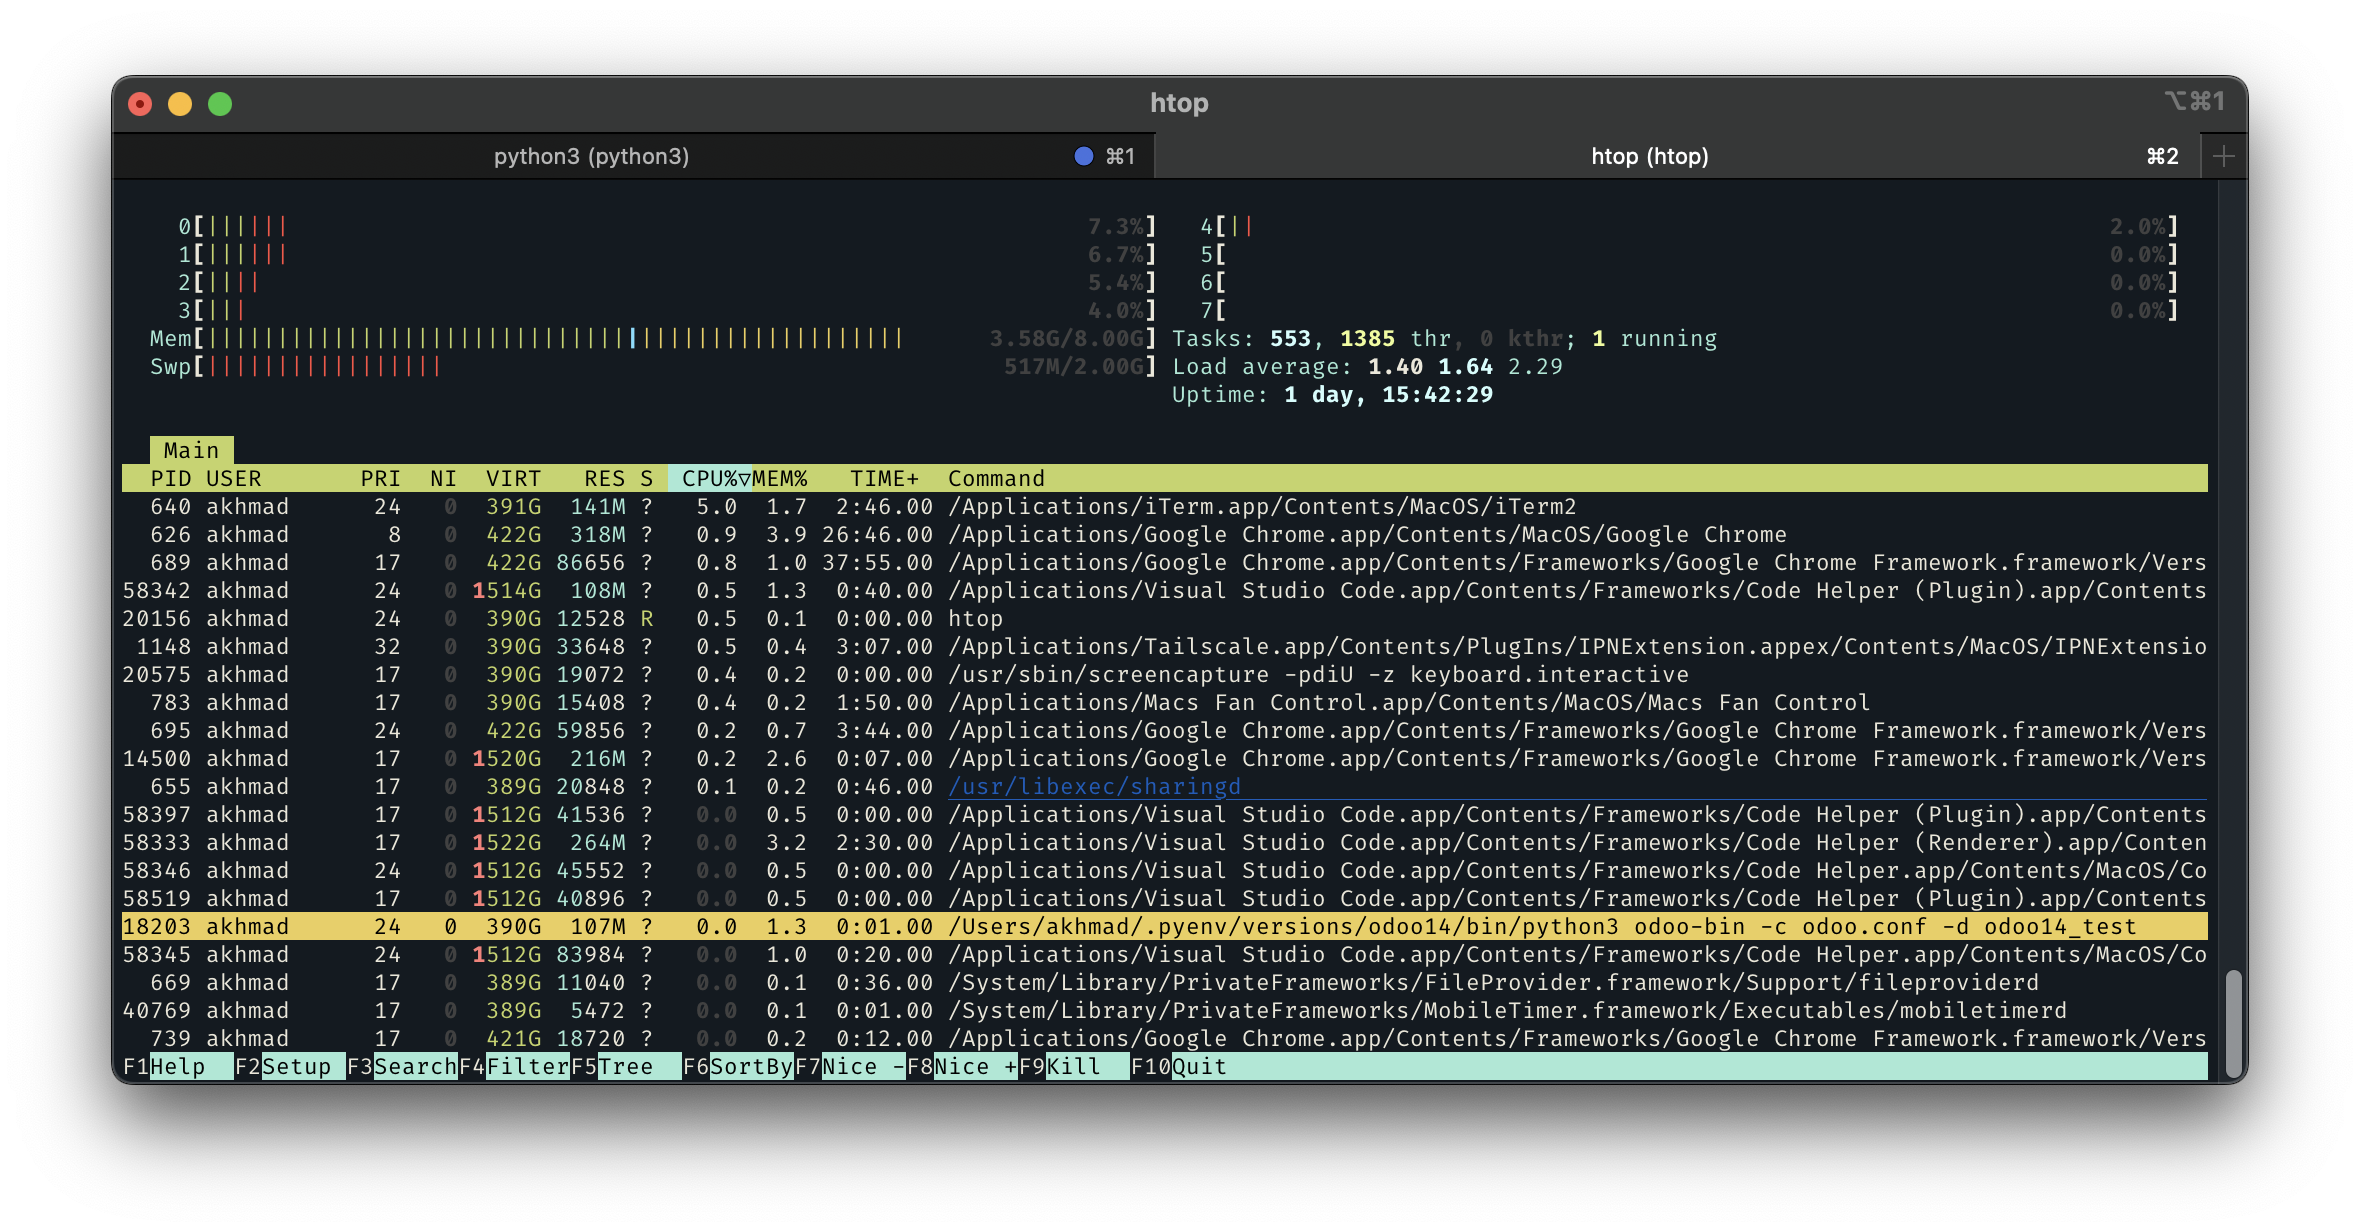 htop
⌥⌘1
python3 (python3) ⌘1 htop (htop) ⌘2 +
0[|||||| 7.3%] 4[|| 2.0%]
1[|||||| 6.7%] 5[ 0.0%]
2[|||| 5.4%] 6[ 0.0%]
3[||| 4.0%] 7[ 0.0%]
Mem[|||||||||||||||||||||||||||||||||||||||||||||||||| 3.58G/8.00G] Tasks: 553, 1385 thr, 0 kthr; 1 running
Swp[||||||||||||||||| 517M/2.00G] Load average: 1.40 1.64 2.29
Uptime: 1 day, 15:42:29
Main
PID USER PRI NI VIRT RES S CPU%▽MEM% TIME+ Command
640 akhmad 24 0 391G 141M ? 5.0 1.7 2:46.00 /Applications/iTerm.app/Contents/MacOS/iTerm2
626 akhmad 8 0 422G 318M ? 0.9 3.9 26:46.00 /Applications/Google Chrome.app/Contents/MacOS/Google Chrome
689 akhmad 17 0 422G 86656 ? 0.8 1.0 37:55.00 /Applications/Google Chrome.app/Contents/Frameworks/Google Chrome Framework.framework/Vers
58342 akhmad 24 0 1514G 108M ? 0.5 1.3 0:40.00 /Applications/Visual Studio Code.app/Contents/Frameworks/Code Helper (Plugin).app/Contents
20156 akhmad 24 0 390G 12528 R 0.5 0.1 0:00.00 htop
1148 akhmad 32 0 390G 33648 ? 0.5 0.4 3:07.00 /Applications/Tailscale.app/Contents/PlugIns/IPNExtension.appex/Contents/MacOS/IPNExtensio
20575 akhmad 17 0 390G 19072 ? 0.4 0.2 0:00.00 /usr/sbin/screencapture -pdiU -z keyboard.interactive
783 akhmad 17 0 390G 15408 ? 0.4 0.2 1:50.00 /Applications/Macs Fan Control.app/Contents/MacOS/Macs Fan Control
695 akhmad 24 0 422G 59856 ? 0.2 0.7 3:44.00 /Applications/Google Chrome.app/Contents/Frameworks/Google Chrome Framework.framework/Vers
14500 akhmad 17 0 1520G 216M ? 0.2 2.6 0:07.00 /Applications/Google Chrome.app/Contents/Frameworks/Google Chrome Framework.framework/Vers
655 akhmad 17 0 389G 20848 ? 0.1 0.2 0:46.00 /usr/libexec/sharingd
58397 akhmad 17 0 1512G 41536 ? 0.0 0.5 0:00.00 /Applications/Visual Studio Code.app/Contents/Frameworks/Code Helper (Plugin).app/Contents
58333 akhmad 17 0 1522G 264M ? 0.0 3.2 2:30.00 /Applications/Visual Studio Code.app/Contents/Frameworks/Code Helper (Renderer).app/Conten
58346 akhmad 24 0 1512G 45552 ? 0.0 0.5 0:00.00 /Applications/Visual Studio Code.app/Contents/Frameworks/Code Helper.app/Contents/MacOS/Co
58519 akhmad 17 0 1512G 40896 ? 0.0 0.5 0:00.00 /Applications/Visual Studio Code.app/Contents/Frameworks/Code Helper (Plugin).app/Contents
18203 akhmad 24 0 390G 107M ? 0.0 1.3 0:01.00 /Users/akhmad/.pyenv/versions/odoo14/bin/python3 odoo-bin -c odoo.conf -d odoo14_test
58345 akhmad 24 0 1512G 83984 ? 0.0 1.0 0:20.00 /Applications/Visual Studio Code.app/Contents/Frameworks/Code Helper.app/Contents/MacOS/Co
669 akhmad 17 0 389G 11040 ? 0.0 0.1 0:36.00 /System/Library/PrivateFrameworks/FileProvider.framework/Support/fileproviderd
40769 akhmad 17 0 389G 5472 ? 0.0 0.1 0:01.00 /System/Library/PrivateFrameworks/MobileTimer.framework/Executables/mobiletimerd
739 akhmad 17 0 421G 18720 ? 0.0 0.2 0:12.00 /Applications/Google Chrome.app/Contents/Frameworks/Google Chrome Framework.framework/Vers
F1Help F2Setup F3SearchF4FilterF5Tree F6SortByF7Nice -F8Nice +F9Kill F10Quit